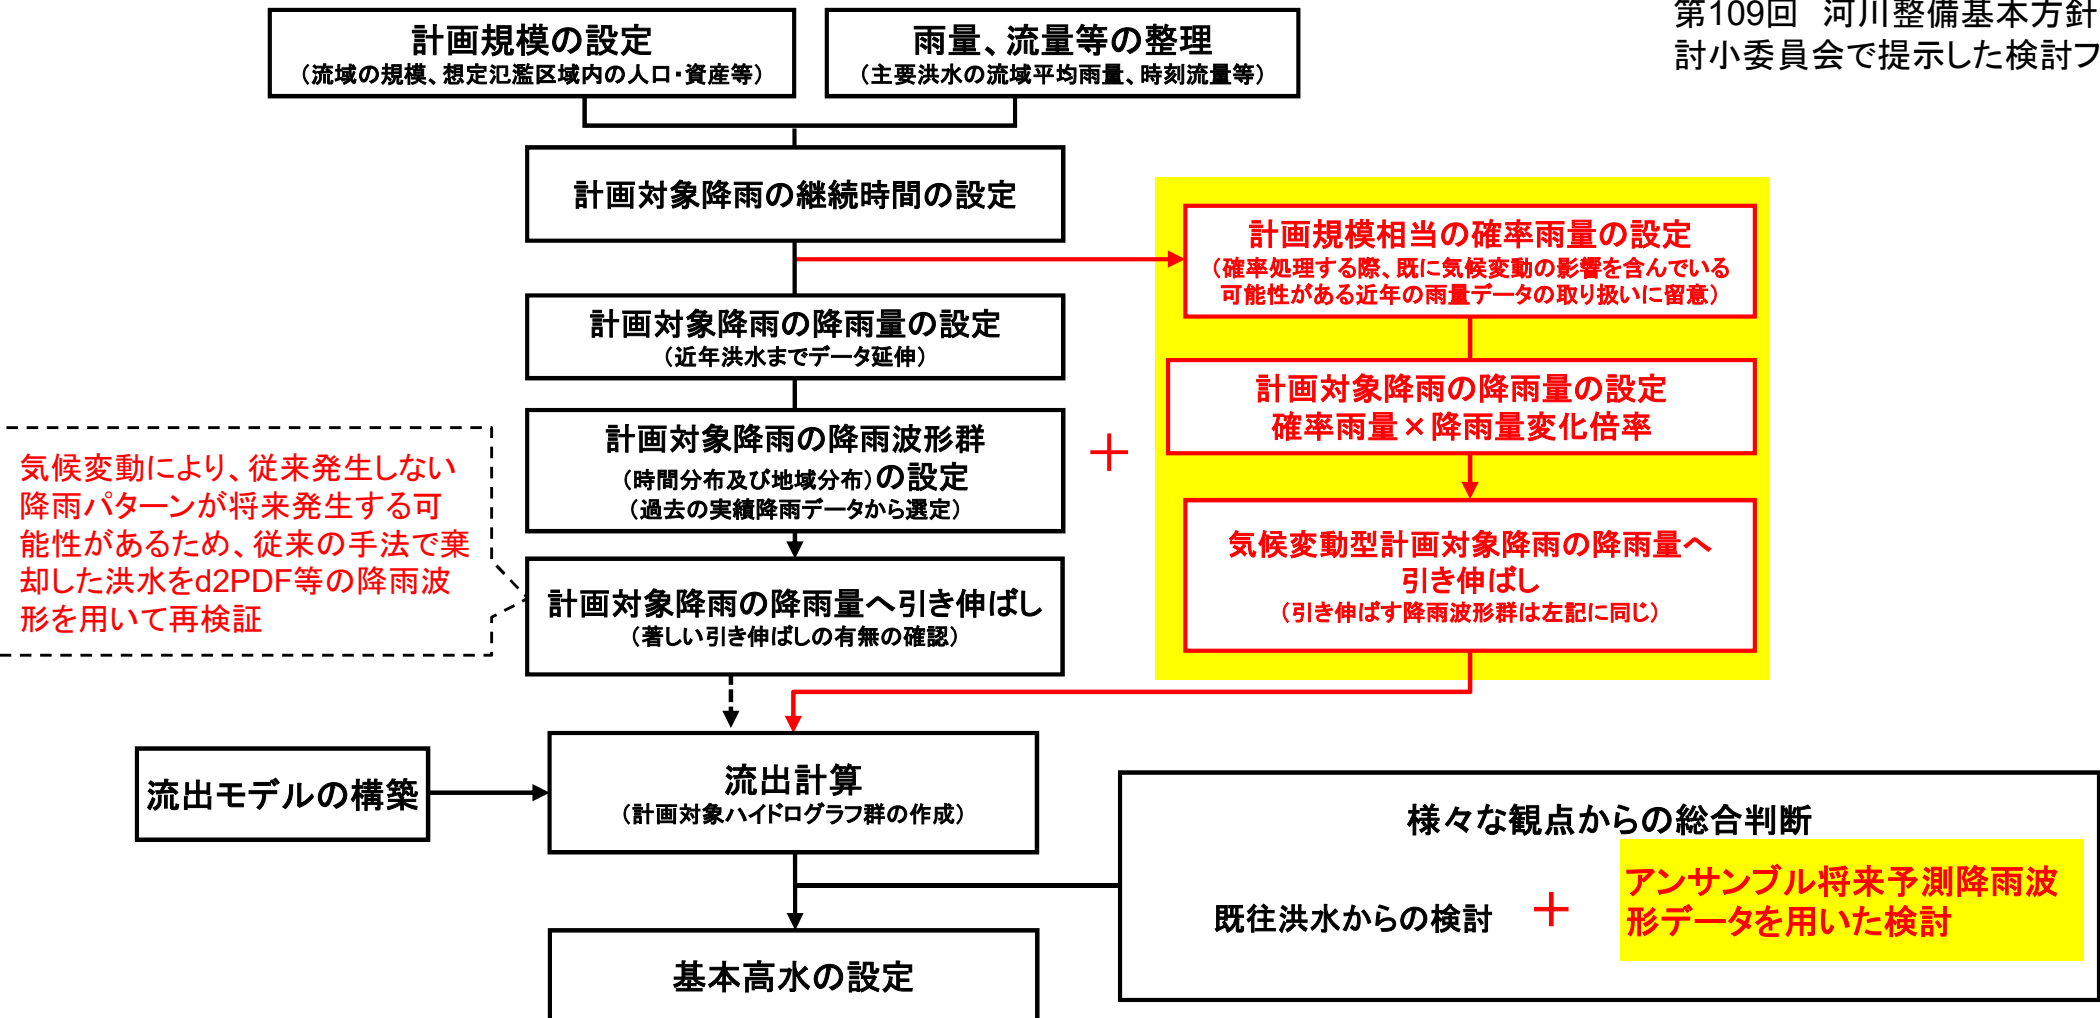 第109回　河川整備基本方針
討小委員会で提示した検討フ
計画規模の設定
（流域の規模、想定氾濫区域内の人口・資産等）
雨量、流量等の整理
（主要洪水の流域平均雨量、時刻流量等）
計画対象降雨の継続時間の設定
計画規模相当の確率雨量の設定
（確率処理する際、既に気候変動の影響を含んでいる
可能性がある近年の雨量データの取り扱いに留意）
計画対象降雨の降雨量の設定
（近年洪水までデータ延伸）
計画対象降雨の降雨量の設定
確率雨量×降雨量変化倍率
計画対象降雨の降雨波形群
（時間分布及び地域分布）の設定
（過去の実績降雨データから選定）
＋
気候変動により、従来発生しない
降雨パターンが将来発生する可
能性があるため、従来の手法で棄
却した洪水をd2PDF等の降雨波
形を用いて再検証
計画対象降雨の降雨量へ引き伸ばし
（著しい引き伸ばしの有無の確認）
気候変動型計画対象降雨の降雨量へ
引き伸ばし
（引き伸ばす降雨波形群は左記に同じ）
流出モデルの構築
流出計算
（計画対象ハイドログラフ群の作成）
様々な観点からの総合判断
既往洪水からの検討
＋
アンサンブル将来予測降雨波
形データを用いた検討
基本高水の設定